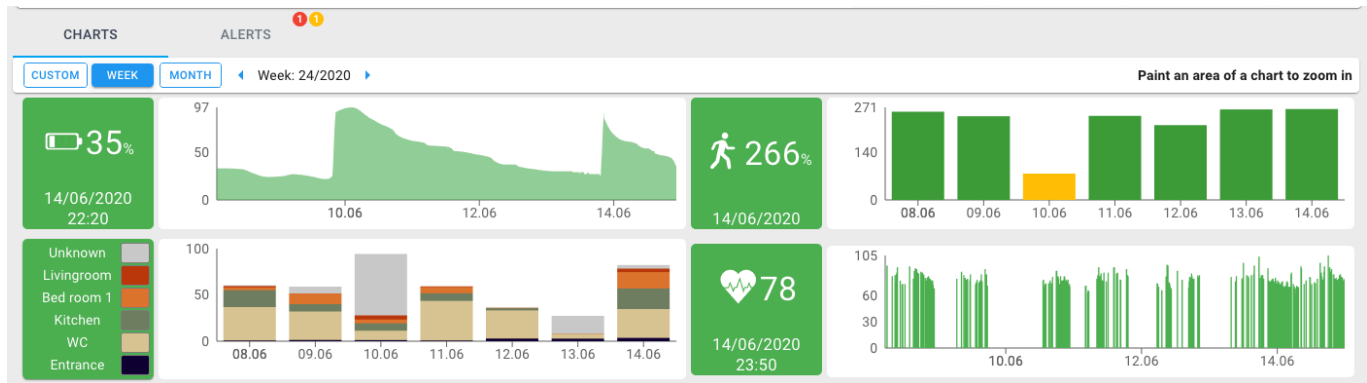 CHARTS
ALERTS
1
1
CUSTOM
WEEK
MONTH
Week: 24/2020
Paint an area of a chart to zoom in
35%
14/06/2020
22:20
97
50
0
10.06 12.06 14.06
266%
14/06/2020
271
140
0
08.06 09.06 10.06 11.06 12.06 13.06 14.06
Unknown
Livingroom
Bed room 1
Kitchen
WC
Entrance
100
50
0
08.06 09.06 10.06 11.06 12.06 13.06 14.06
78
14/06/2020
23:50
105
60
30
0
10.06 12.06 14.06